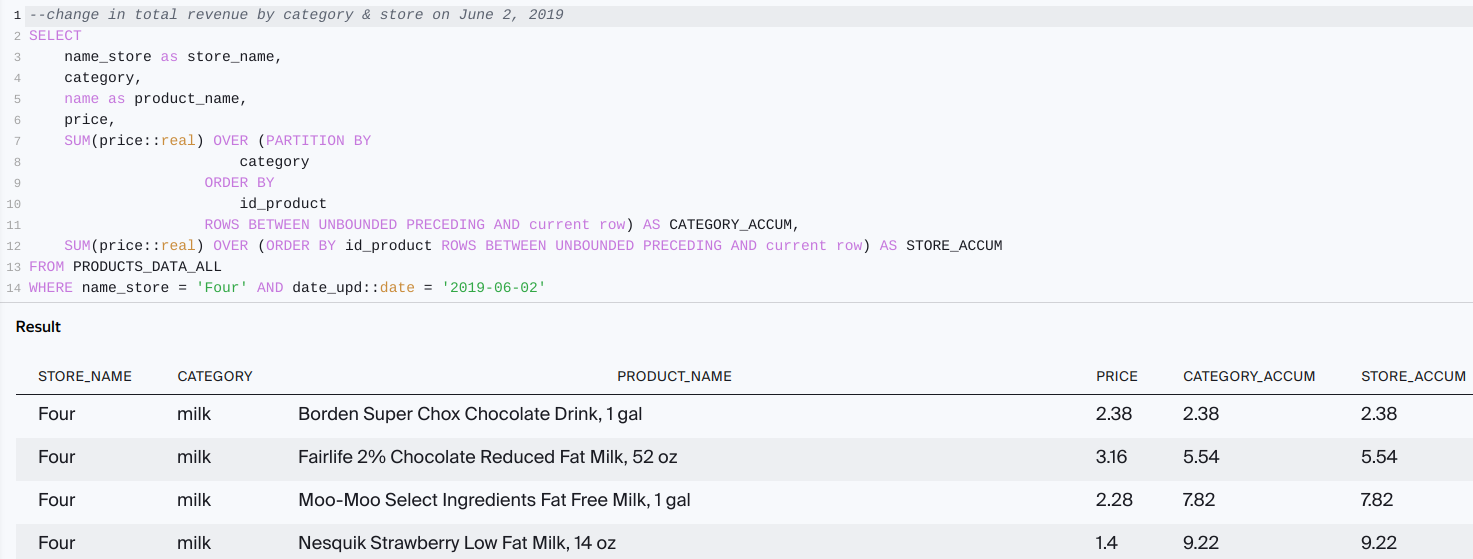 1 --change in total revenue by category & store on June 2, 2019
2 SELECT
3 name_store as store_name,
4 category,
5 name as product_name,
6 price,
7 SUM(price::real) OVER (PARTITION BY
8 category
9 ORDER BY
10 id_product
11 ROWS BETWEEN UNBOUNDED PRECEDING AND current row) AS CATEGORY_ACCUM,
12 SUM(price::real) OVER (ORDER BY id_product ROWS BETWEEN UNBOUNDED PRECEDING AND current row) AS STORE_ACCUM
13 FROM PRODUCTS_DATA_ALL
14 WHERE name_store = 'Four' AND date_upd::date = '2019-06-02'
Result
STORE_NAME CATEGORY PRODUCT_NAME PRICE CATEGORY_ACCUM STORE_ACCUM
Four milk Borden Super Chox Chocolate Drink, 1 gal 2.38 2.38 2.38
Four milk Fairlife 2% Chocolate Reduced Fat Milk, 52 oz 3.16 5.54 5.54
Four milk Moo-Moo Select Ingredients Fat Free Milk, 1 gal 2.28 7.82 7.82
Four milk Nesquik Strawberry Low Fat Milk, 14 oz 1.4 9.22 9.22